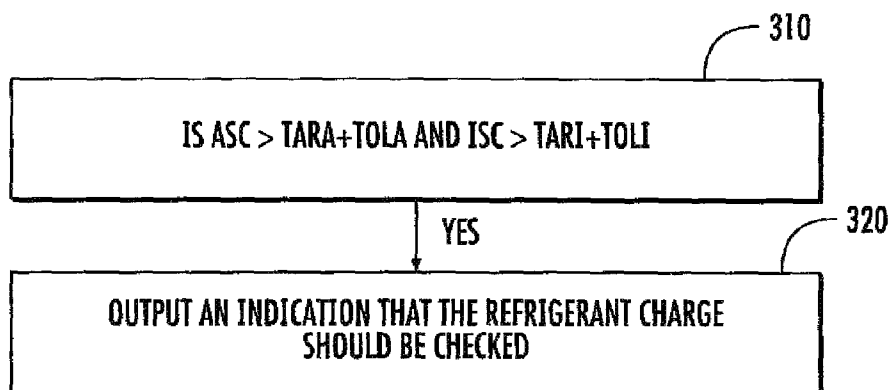 310
IS ASC > TARA+TOLA AND ISC > TARI+TOLI
YES
320
OUTPUT AN INDICATION THAT THE REFRIGERANT CHARGE
SHOULD BE CHECKED